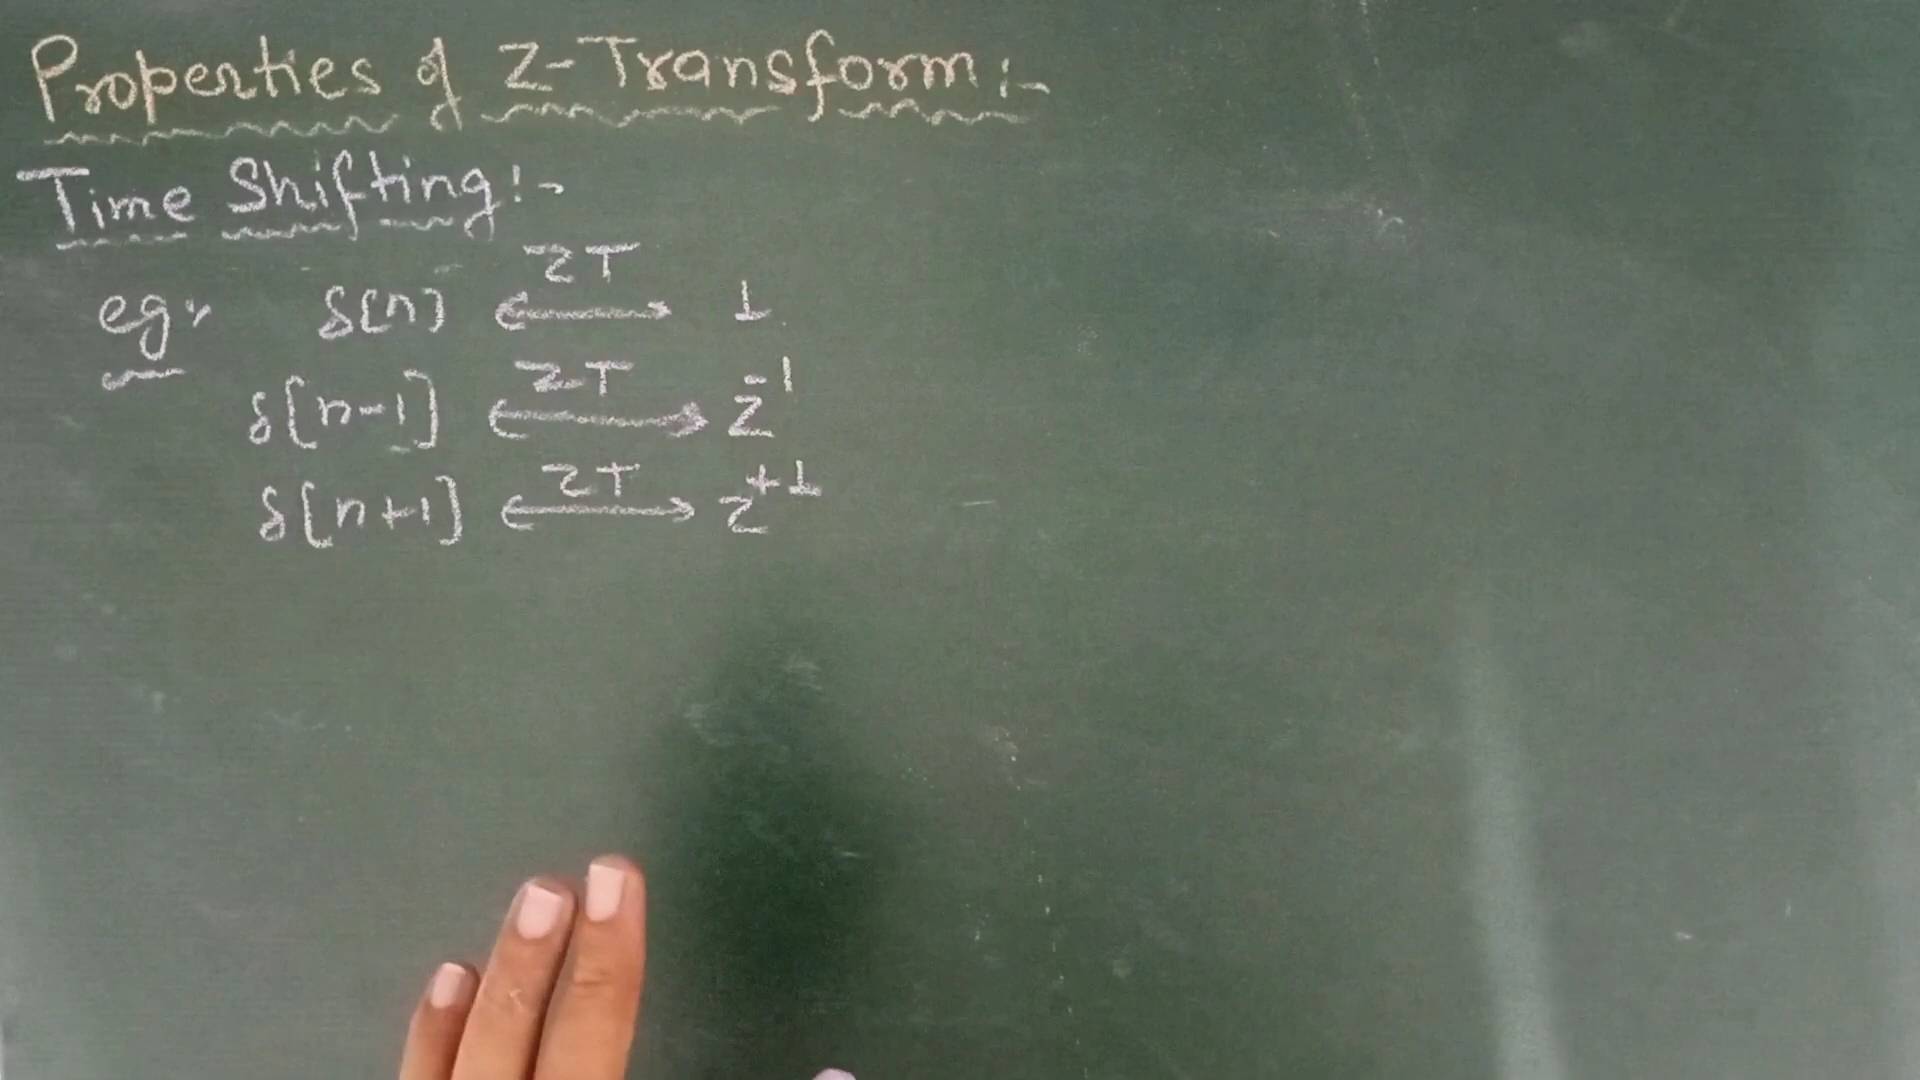 Properties of Z-Transform:-
Time Shifting:-
eg, δ[n] ZT ⟷ 1
δ[n-1] ZT ⟷ z^-1
δ[n+1] ZT ⟷ z^+1